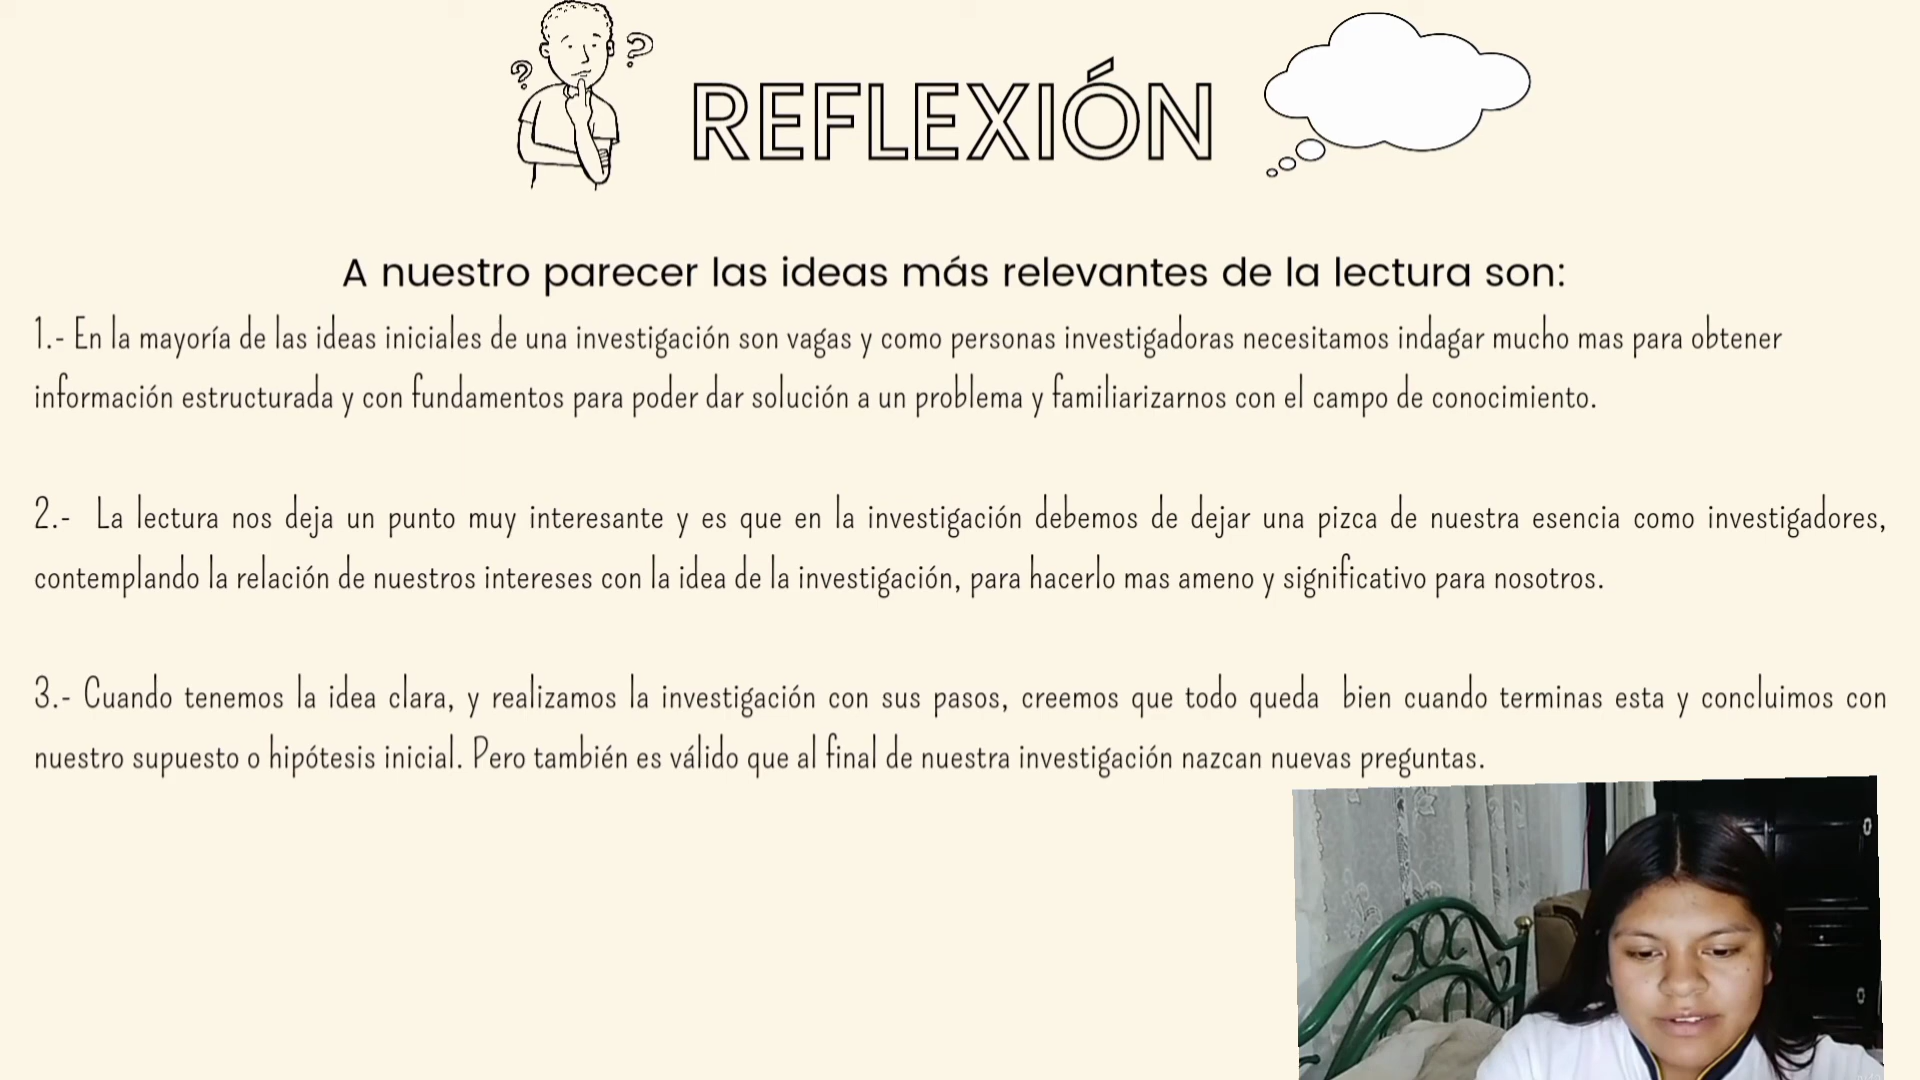 REFLEXIÓN
A nuestro parecer las ideas más relevantes de la lectura son:
1.- En la mayoría de las ideas iniciales de una investigación son vagas y como personas investigadoras necesitamos indagar mucho mas para obtener
información estructurada y con fundamentos para poder dar solución a un problema y familiarizarnos con el campo de conocimiento.
2.- La lectura nos deja un punto muy interesante y es que en la investigación debemos de dejar una pizca de nuestra esencia como investigadores,
contemplando la relación de nuestros intereses con la idea de la investigación, para hacerlo mas ameno y significativo para nosotros.
3.- Cuando tenemos la idea clara, y realizamos la investigación con sus pasos, creemos que todo queda bien cuando terminas esta y concluimos con
nuestro supuesto o hipótesis inicial. Pero también es válido que al final de nuestra investigación nazcan nuevas preguntas.